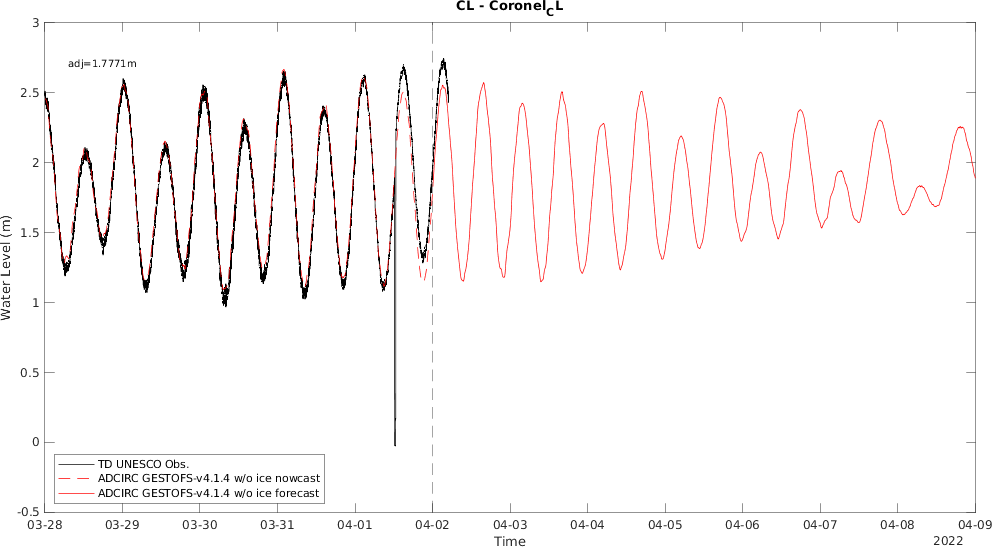 CL - Coronel_CL
adj=1.7771m
3
2.5
2
1.5
1
0.5
0
-0.5
Water Level (m)
TD UNESCO Obs.
ADCIRC GESTOFS-v4.1.4 w/o ice nowcast
ADCIRC GESTOFS-v4.1.4 w/o ice forecast
03-28 03-29 03-30 03-31 04-01 04-02 04-03 04-04 04-05 04-06 04-07 04-08 04-09
Time
2022